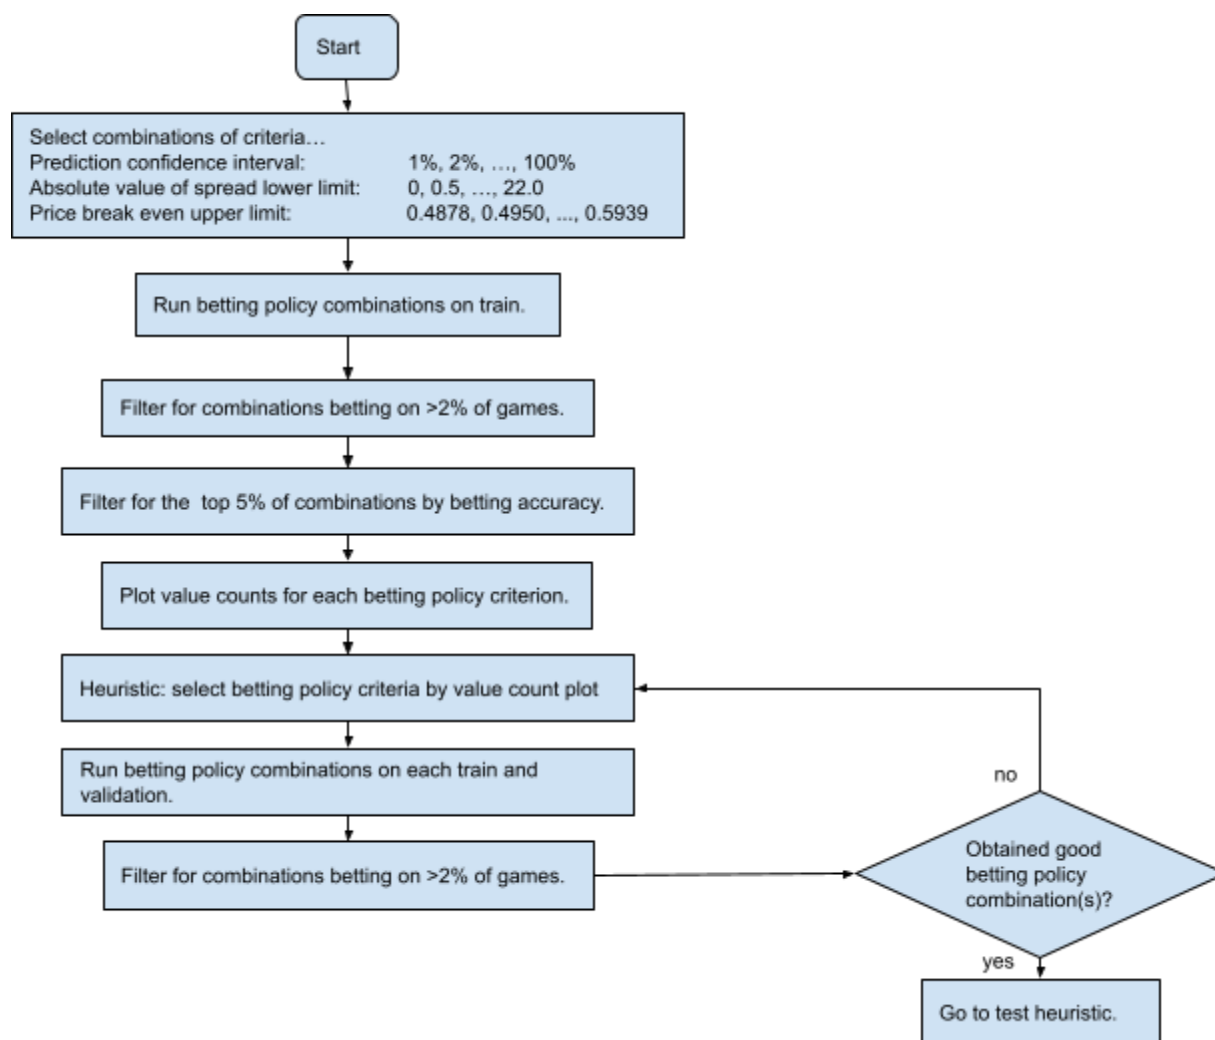 Start
Select combinations of criteria…
Prediction confidence interval: 1%, 2%, …, 100%
Absolute value of spread lower limit: 0, 0.5, …, 22.0
Price break even upper limit: 0.4878, 0.4950, ..., 0.5939
Run betting policy combinations on train.
Filter for combinations betting on >2% of games.
Filter for the  top 5% of combinations by betting accuracy.
Plot value counts for each betting policy criterion.
Heuristic: select betting policy criteria by value count plot
Run betting policy combinations on each train and
validation.
Filter for combinations betting on >2% of games.
no
Obtained good
betting policy
combination(s)?
yes
Go to test heuristic.